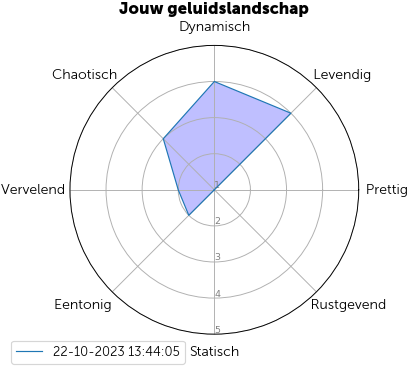 Jouw geluidslandschap
Dynamisch
Chaotisch
Levendig
Vervelend
1
Prettig
2
3
Eentonig
4
Rustgevend
5
22-10-2023 13:44:05
Statisch